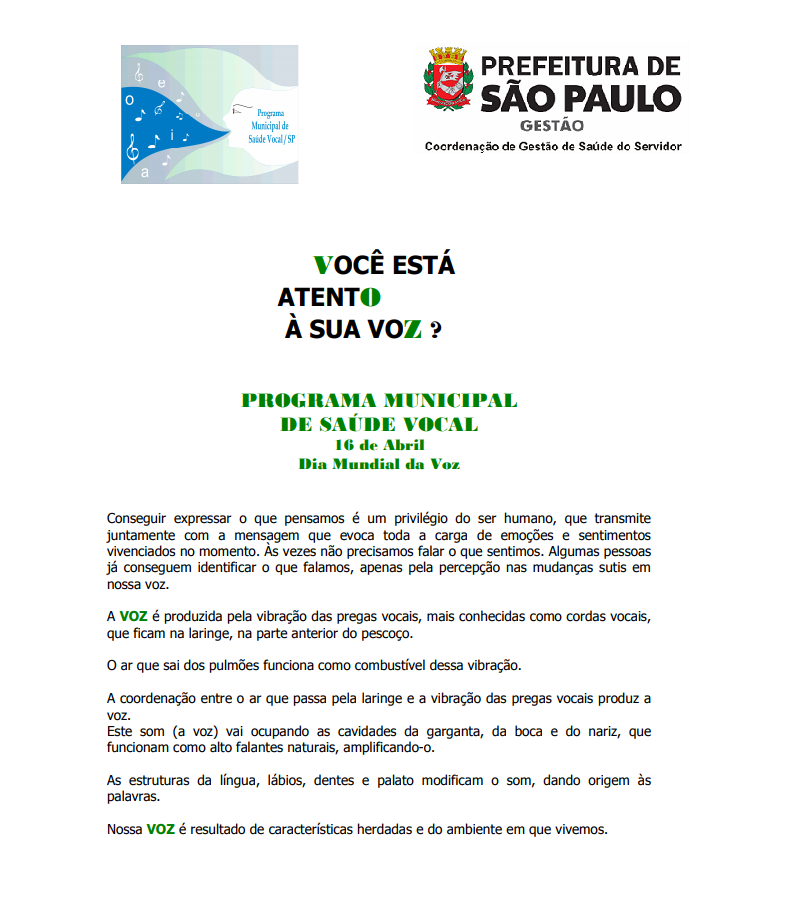 o
e
e
i
a
Programa
Municipal de
Saúde Vocal/SP
PREFEITURA DE
SÃO PAULO
GESTÃO
Coordenação de Gestão de Saúde do Servidor
VOCÊ ESTÁ
ATENTO
À SUA VOZ ?
PROGRAMA MUNICIPAL
DE SAÚDE VOCAL
16 de Abril
Dia Mundial da Voz
Conseguir expressar o que pensamos é um privilégio do ser humano, que transmite
juntamente com a mensagem que evoca toda a carga de emoções e sentimentos
vivenciados no momento. Às vezes não precisamos falar o que sentimos. Algumas pessoas
já conseguem identificar o que falamos, apenas pela percepção nas mudanças sutis em
nossa voz.
A VOZ é produzida pela vibração das pregas vocais, mais conhecidas como cordas vocais,
que ficam na laringe, na parte anterior do pescoço.
O ar que sai dos pulmões funciona como combustível dessa vibração.
A coordenação entre o ar que passa pela laringe e a vibração das pregas vocais produz a
voz.
Este som (a voz) vai ocupando as cavidades da garganta, da boca e do nariz, que
funcionam como alto falantes naturais, amplificando-o.
As estruturas da língua, lábios, dentes e palato modificam o som, dando origem às
palavras.
Nossa VOZ é resultado de características herdadas e do ambiente em que vivemos.